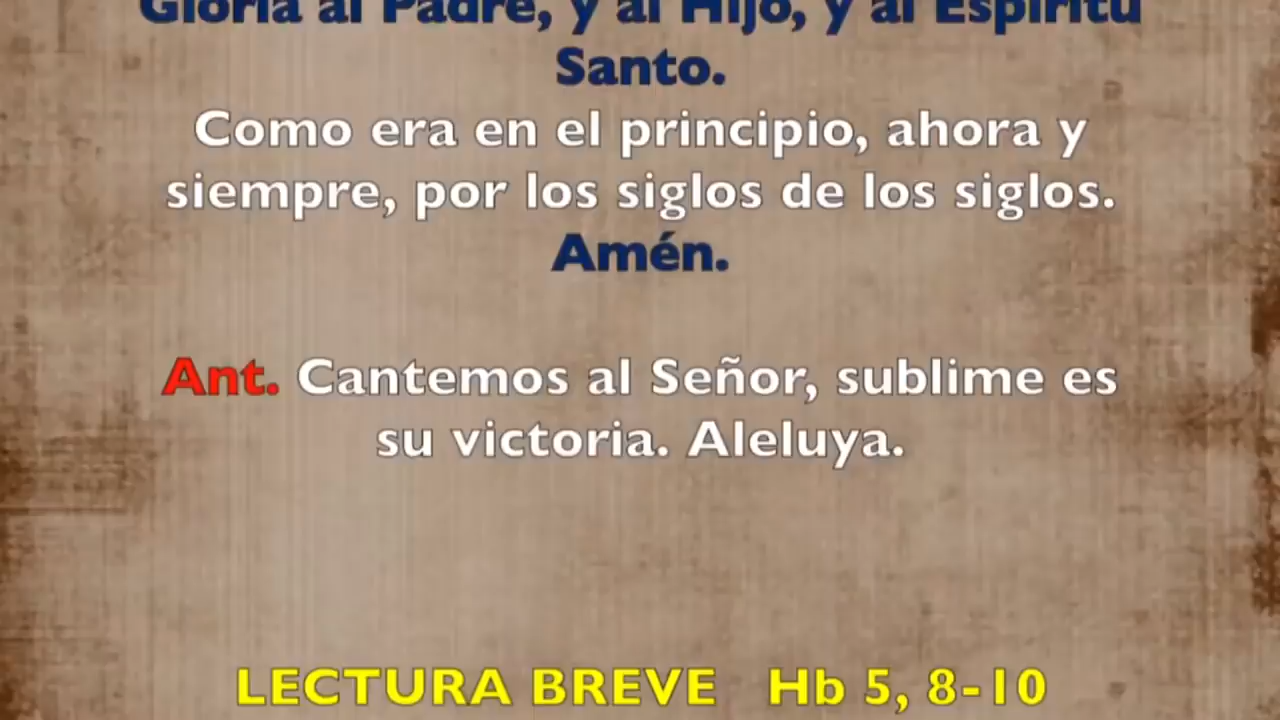 Gloria al Padre, y al Hijo, y al Espíritu
Santo.
Como era en el principio, ahora y
siempre, por los siglos de los siglos.
Amén.
Ant. Cantemos al Señor, sublime es
su victoria. Aleluya.
LECTURA BREVE Hb 5, 8-10